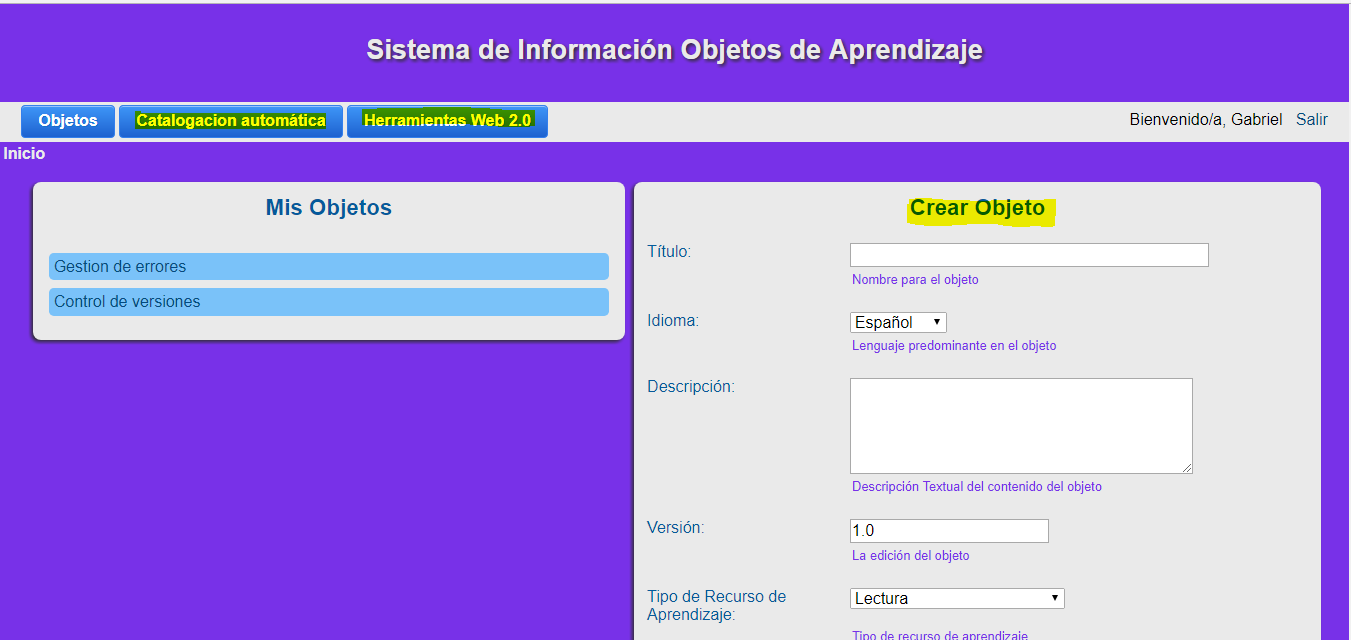 Sistema de Información Objetos de Aprendizaje
Objetos
Catalogacion automática
Herramientas Web 2.0
Bienvenido/a, Gabriel Salir
Inicio
Mis Objetos
Gestion de errores
Control de versiones
Crear Objeto
Título:
Nombre para el objeto
Idioma:
Español
Lenguaje predominante en el objeto
Descripción:
Descripción Textual del contenido del objeto
Versión:
1.0
La edición del objeto
Tipo de Recurso de
Aprendizaje:
Lectura
Tipo de recurso de aprendizaje